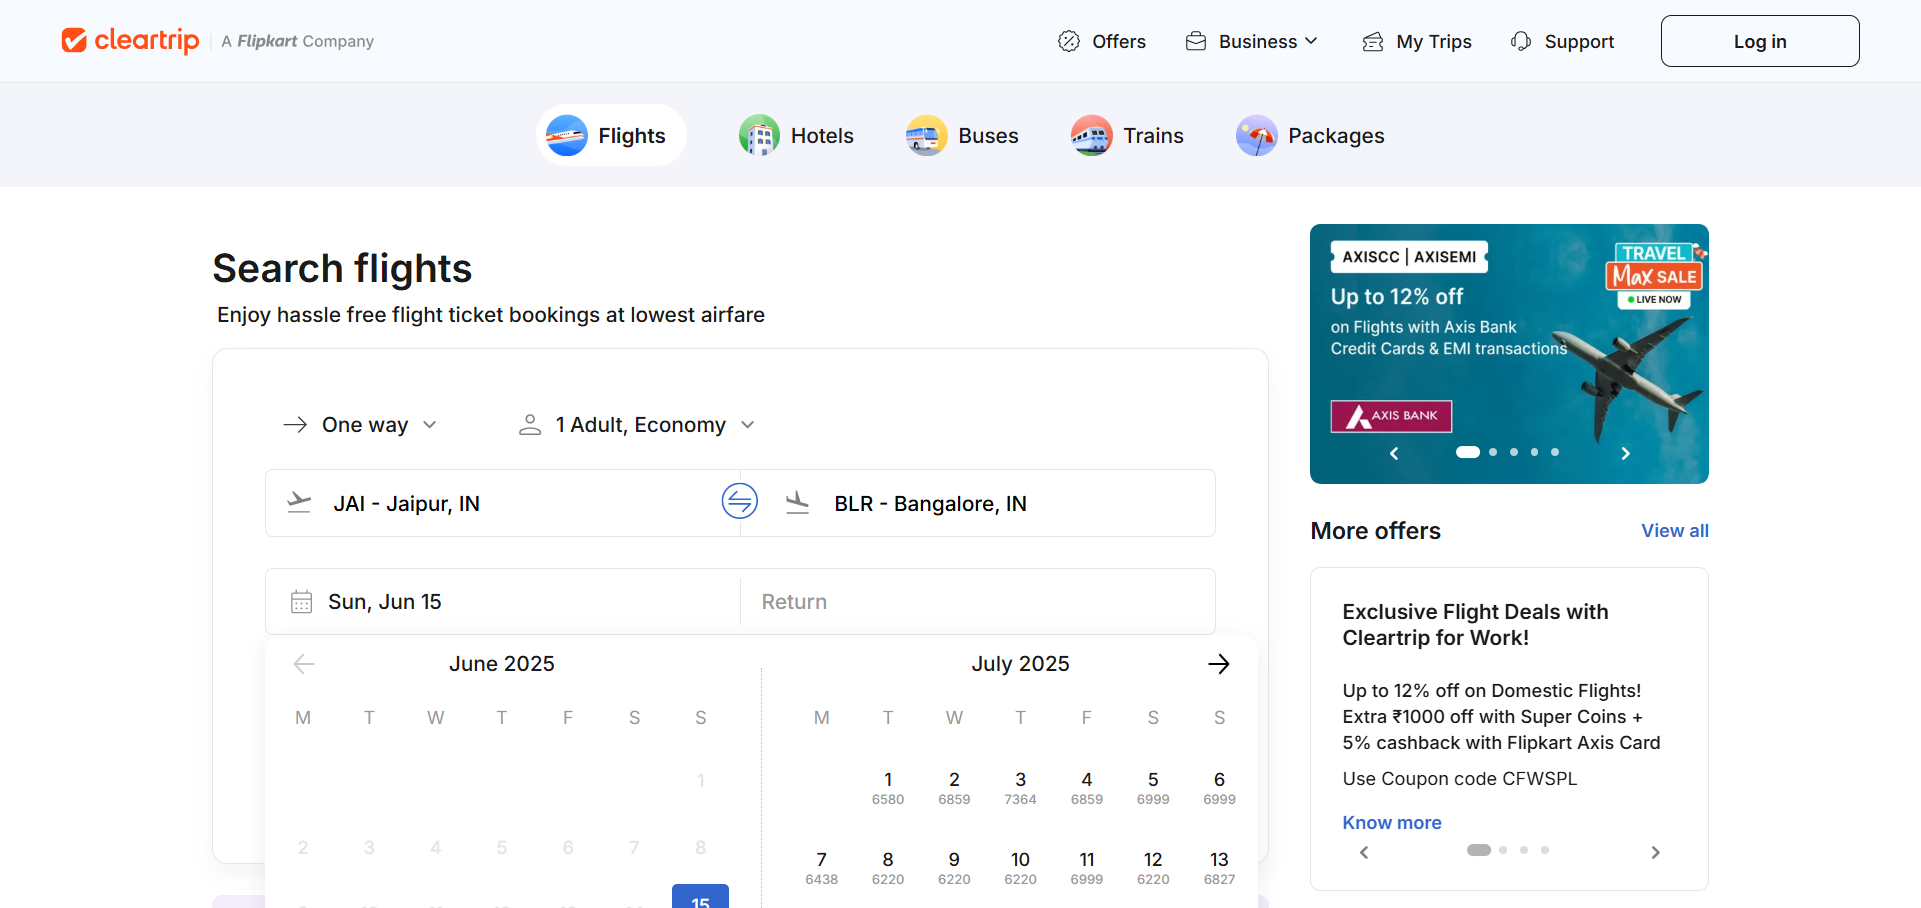 cleartrip
A Flipkart Company
Offers
Business
My Trips
Support
Log in
Flights
Hotels
Buses
Trains
Packages
Search flights
Enjoy hassle free flight ticket bookings at lowest airfare
One way
1 Adult, Economy
JAI - Jaipur, IN
BLR - Bangalore, IN
Sun, Jun 15
Return
June 2025
M T W T F S S
1
2 3 4 5 6 7 8
15
July 2025
M T W T F S S
1 2 3 4 5 6
6580 6859 7364 6859 6999 6999
7 8 9 10 11 12 13
6438 6220 6220 6220 6999 6220 6827
AXISCC | AXISEMI
TRAVEL
Max SALE
LIVE NOW
Up to 12% off
on Flights with Axis Bank
Credit Cards & EMI transactions
AXIS BANK
More offers
View all
Exclusive Flight Deals with
Cleartrip for Work!
Up to 12% off on Domestic Flights!
Extra ₹1000 off with Super Coins +
5% cashback with Flipkart Axis Card
Use Coupon code CFWSPL
Know more